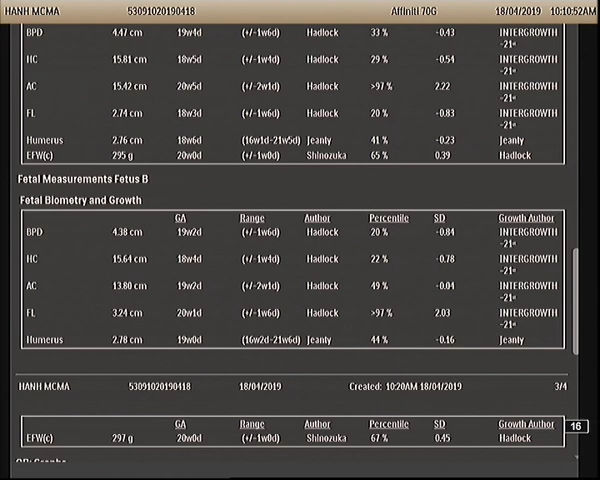 HANH MCMA 53091020190418 Affiniti 70G 18/04/2019 10:10:52AM
BPD 4.47 cm 19w4d (+/-1w6d) Hadlock 33 % -0.43 INTERGROWTH
-21st
HC 15.81 cm 18w5d (+/-1w4d) Hadlock 29 % -0.54 INTERGROWTH
-21st
AC 15.42 cm 20w5d (+/-2w1d) Hadlock >97 % 2.22 INTERGROWTH
-21st
FL 2.74 cm 18w3d (+/-1w6d) Hadlock 20 % -0.83 INTERGROWTH
-21st
Humerus 2.76 cm 18w6d (16w1d-21w5d) Jeanty 41 % -0.23 Jeanty
EFW(c) 295 g 20w0d (+/-1w0d) Shinozuka 65 % 0.39 Hadlock
Fetal Measurements Fetus B
Fetal Biometry and Growth
GA Range Author Percentile SD Growth Author
BPD 4.38 cm 19w2d (+/-1w6d) Hadlock 20 % -0.84 INTERGROWTH
-21st
HC 15.64 cm 18w4d (+/-1w4d) Hadlock 22 % -0.78 INTERGROWTH
-21st
AC 13.80 cm 19w2d (+/-2w1d) Hadlock 49 % -0.04 INTERGROWTH
-21st
FL 3.24 cm 20w1d (+/-1w6d) Hadlock >97 % 2.03 INTERGROWTH
-21st
Humerus 2.78 cm 19w0d (16w2d-21w6d) Jeanty 44 % -0.16 Jeanty
HANH MCMA 53091020190418 18/04/2019 Created: 10:20AM 18/04/2019 3/4
GA Range Author Percentile SD Growth Author
16
EFW(c) 297 g 20w0d (+/-1w0d) Shinozuka 67 % 0.45 Hadlock